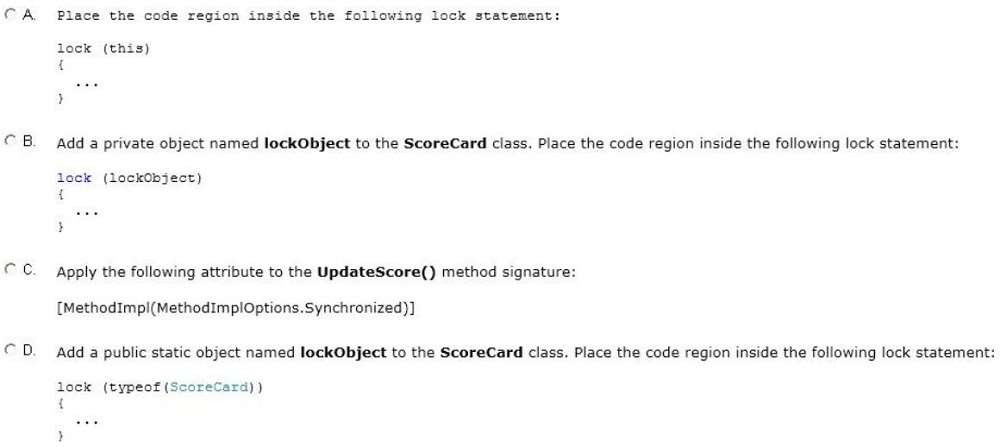 A. Place the code region inside the following lock statement:
lock (this)
{
...
}
B. Add a private object named lockObject to the ScoreCard class. Place the code region inside the following lock statement:
lock (lockObject)
{
...
}
C. Apply the following attribute to the UpdateScore() method signature:
[MethodImpl(MethodImplOptions.Synchronized)]
D. Add a public static object named lockObject to the ScoreCard class. Place the code region inside the following lock statement:
lock (typeof(ScoreCard))
{
...
}